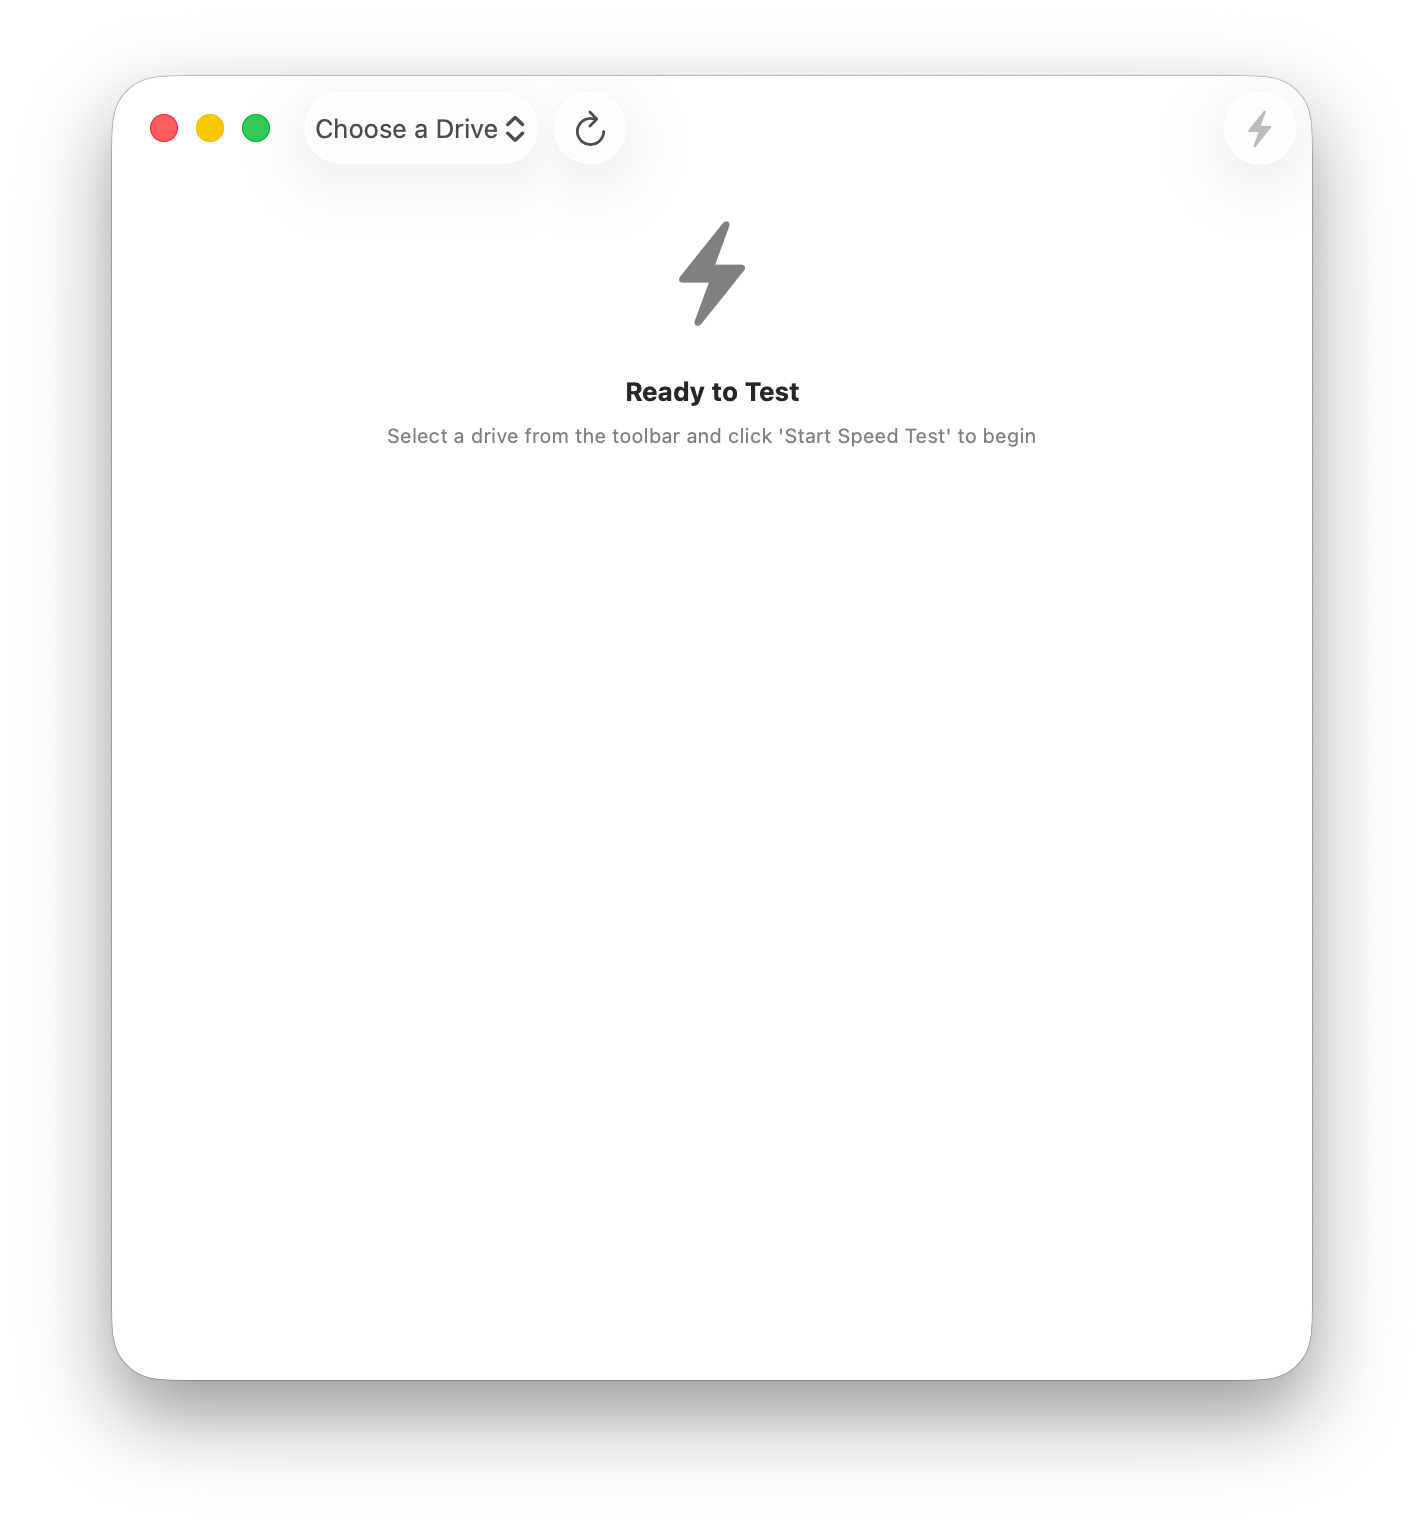 Choose a Drive
Ready to Test
Select a drive from the toolbar and click 'Start Speed Test' to begin